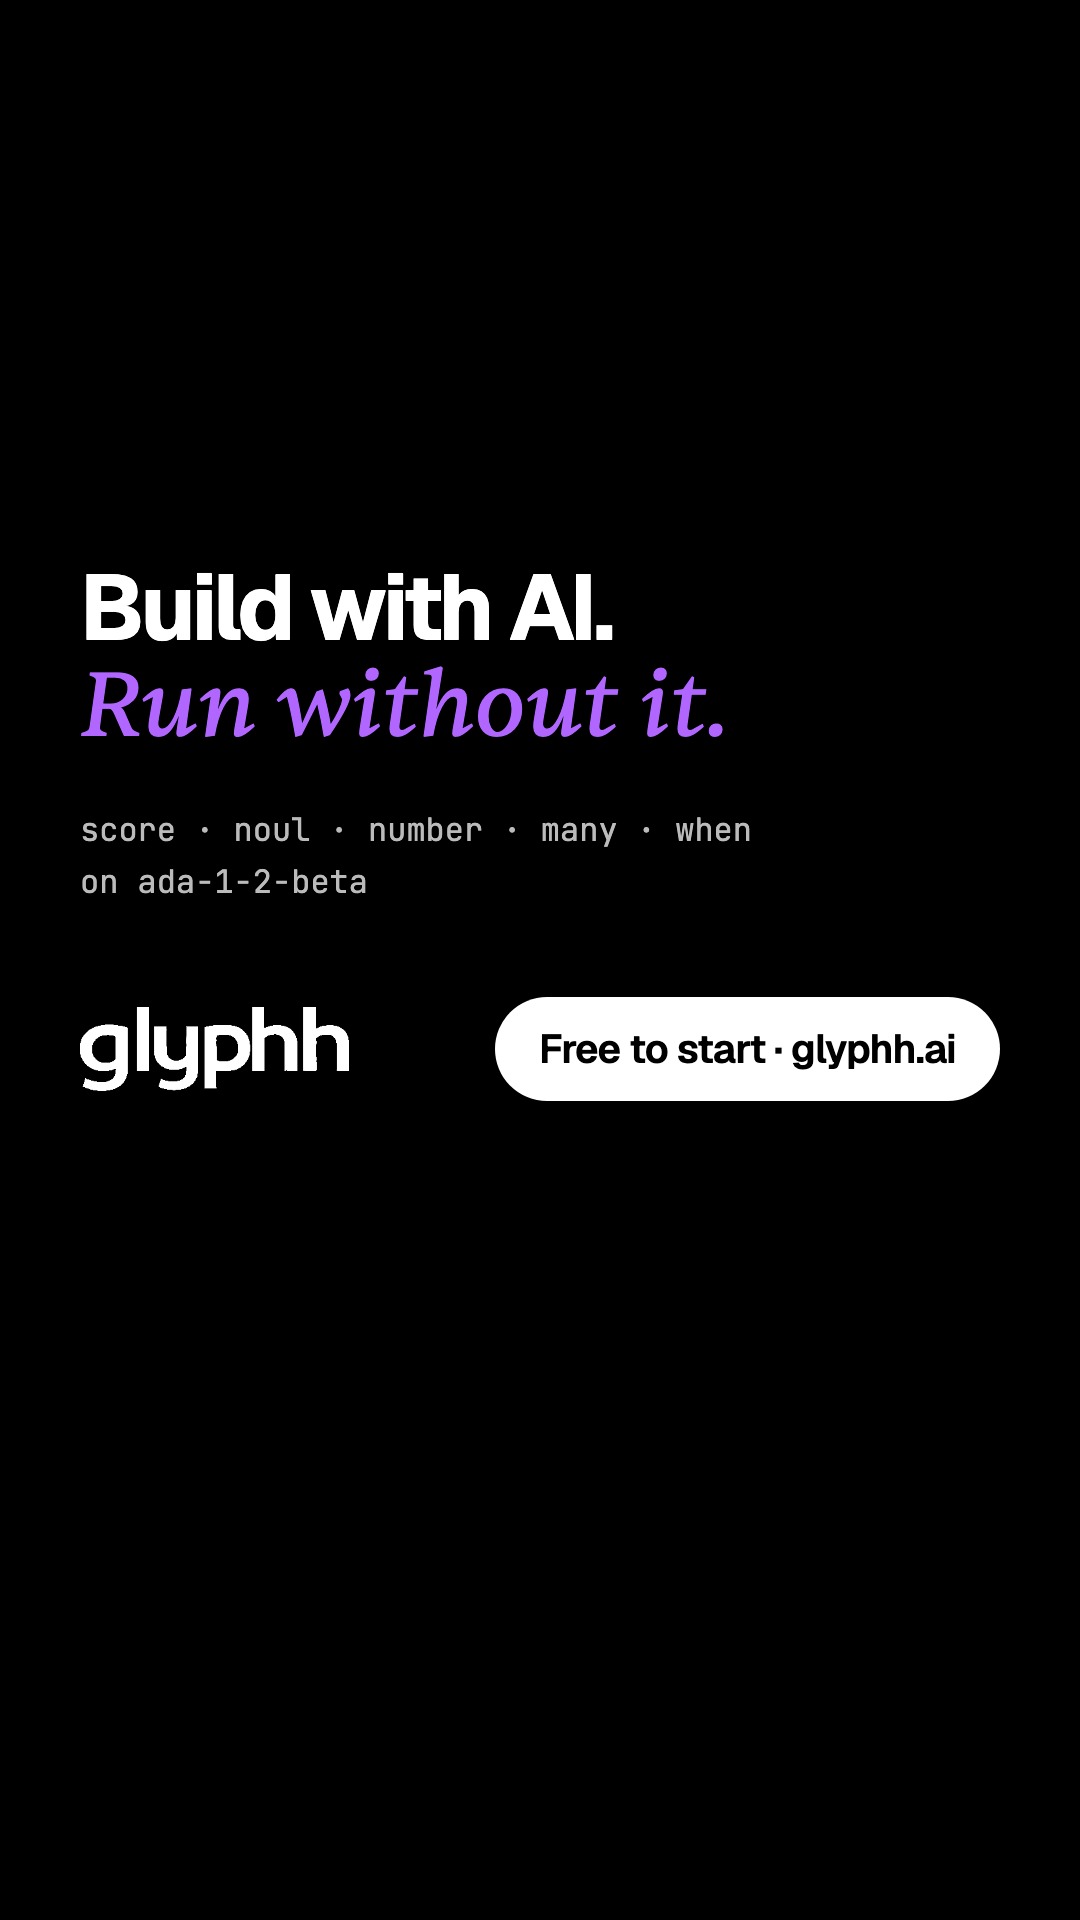 Build with AI.
Run without it.
score · noul · number · many · when
on ada-1-2-beta
glyphh
Free to start · glyphh.ai